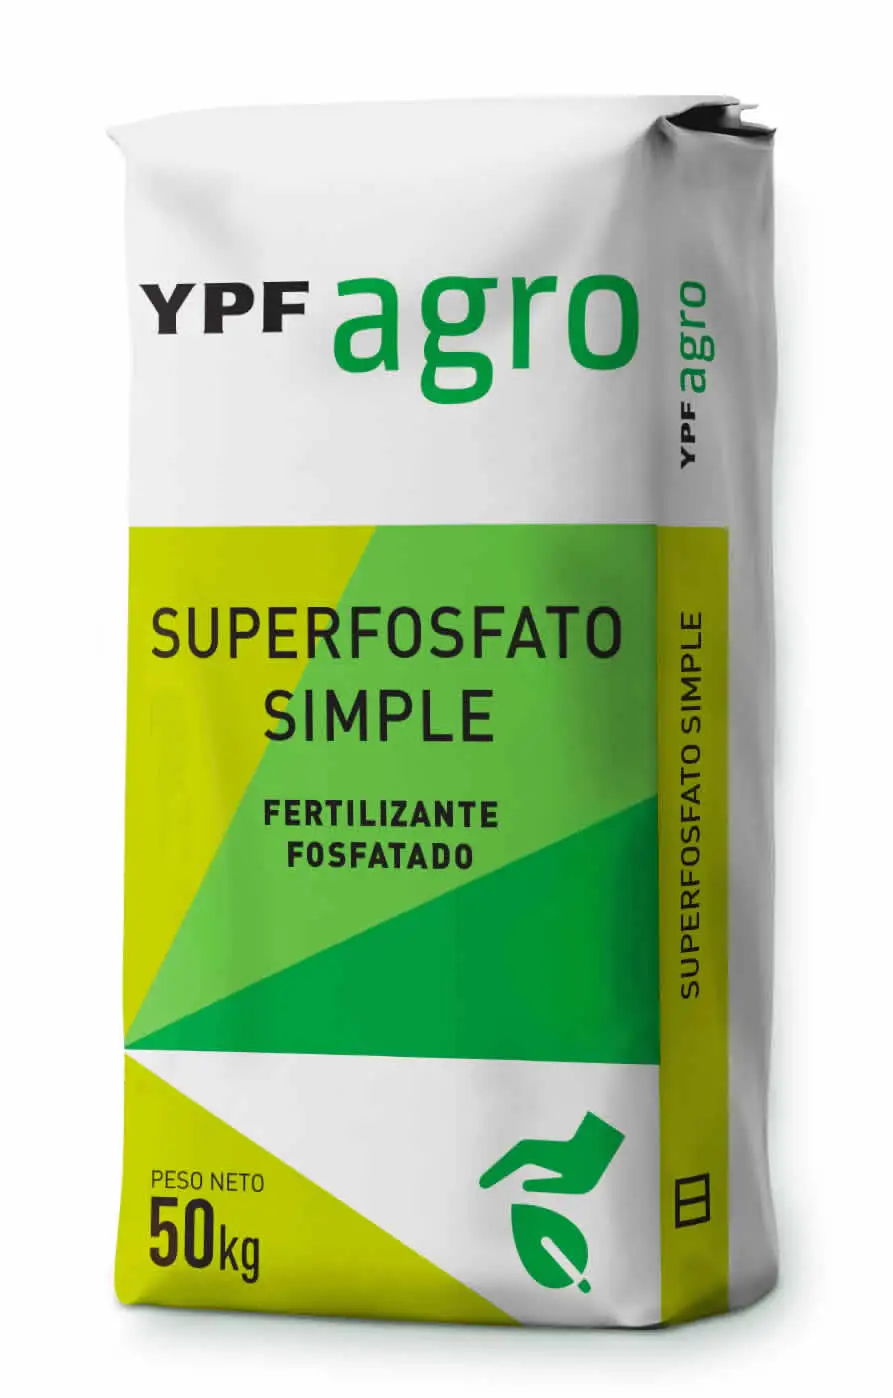 YPF agro
SUPERFOSFATO
SIMPLE
FERTILIZANTE
FOSFATADO
PESO NETO
50kg
YPF agro
SUPERFOSFATO SIMPLE